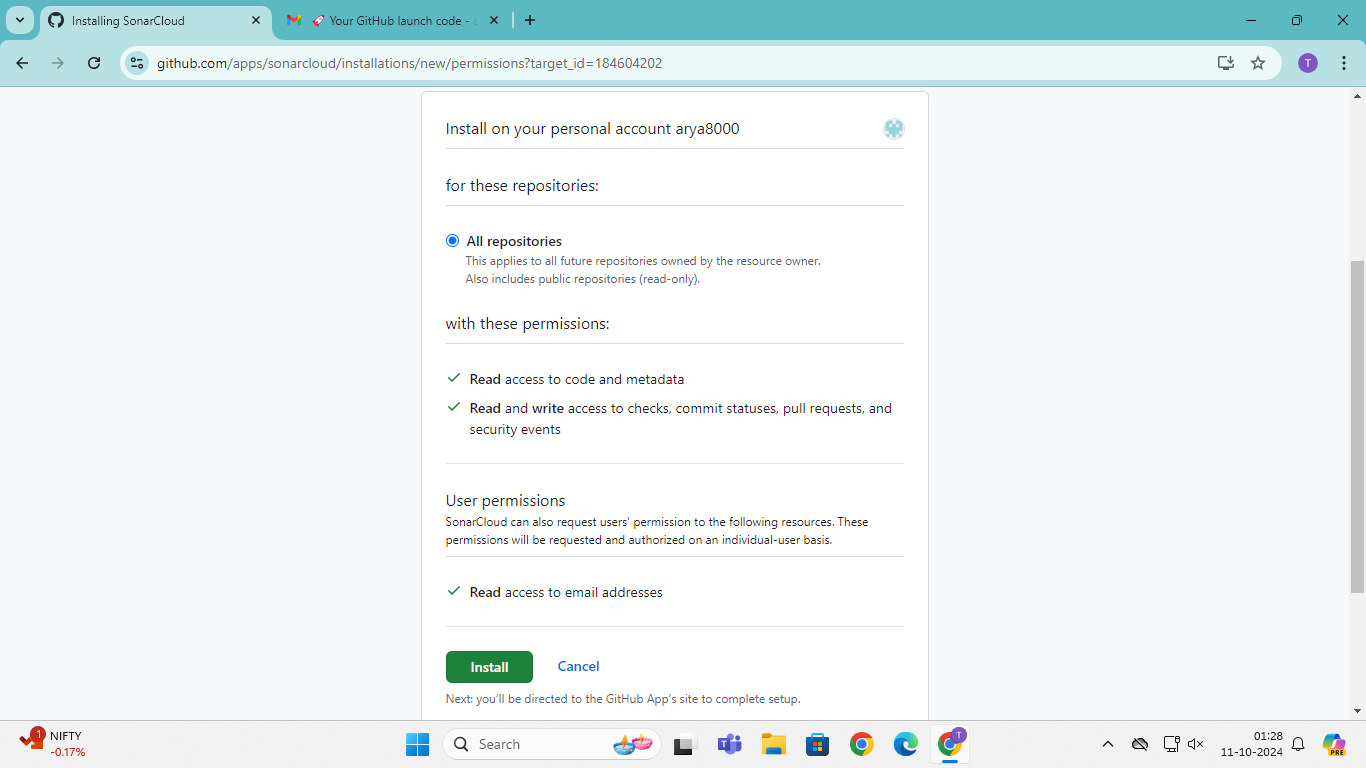 Installing SonarCloud
🚀 Your GitHub launch code -
github.com/apps/sonarcloud/installations/new/permissions?target_id=184604202
T
Install on your personal account arya8000
for these repositories:
All repositories
This applies to all future repositories owned by the resource owner.
Also includes public repositories (read-only).
with these permissions:
Read access to code and metadata
Read and write access to checks, commit statuses, pull requests, and
security events
User permissions
SonarCloud can also request users' permission to the following resources. These
permissions will be requested and authorized on an individual-user basis.
Read access to email addresses
Install Cancel
Next: you'll be directed to the GitHub App's site to complete setup.
1
NIFTY
-0.17%
Search
T
01:28
11-10-2024
PRE